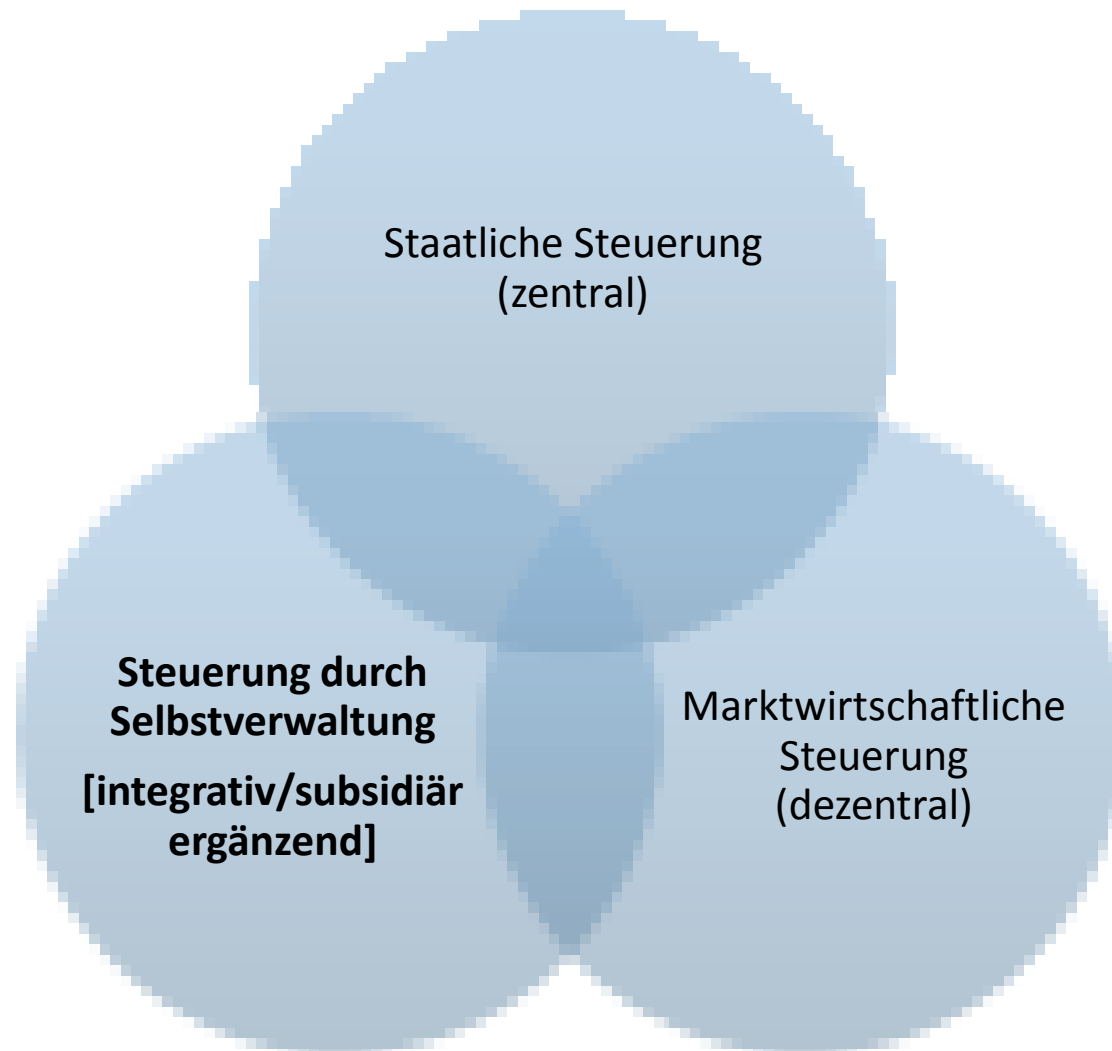 Staatliche Steuerung
(zentral)
Steuerung durch
Selbstverwaltung
[integrativ/subsidiär
ergänzend]
Marktwirtschaftliche
Steuerung
(dezentral)